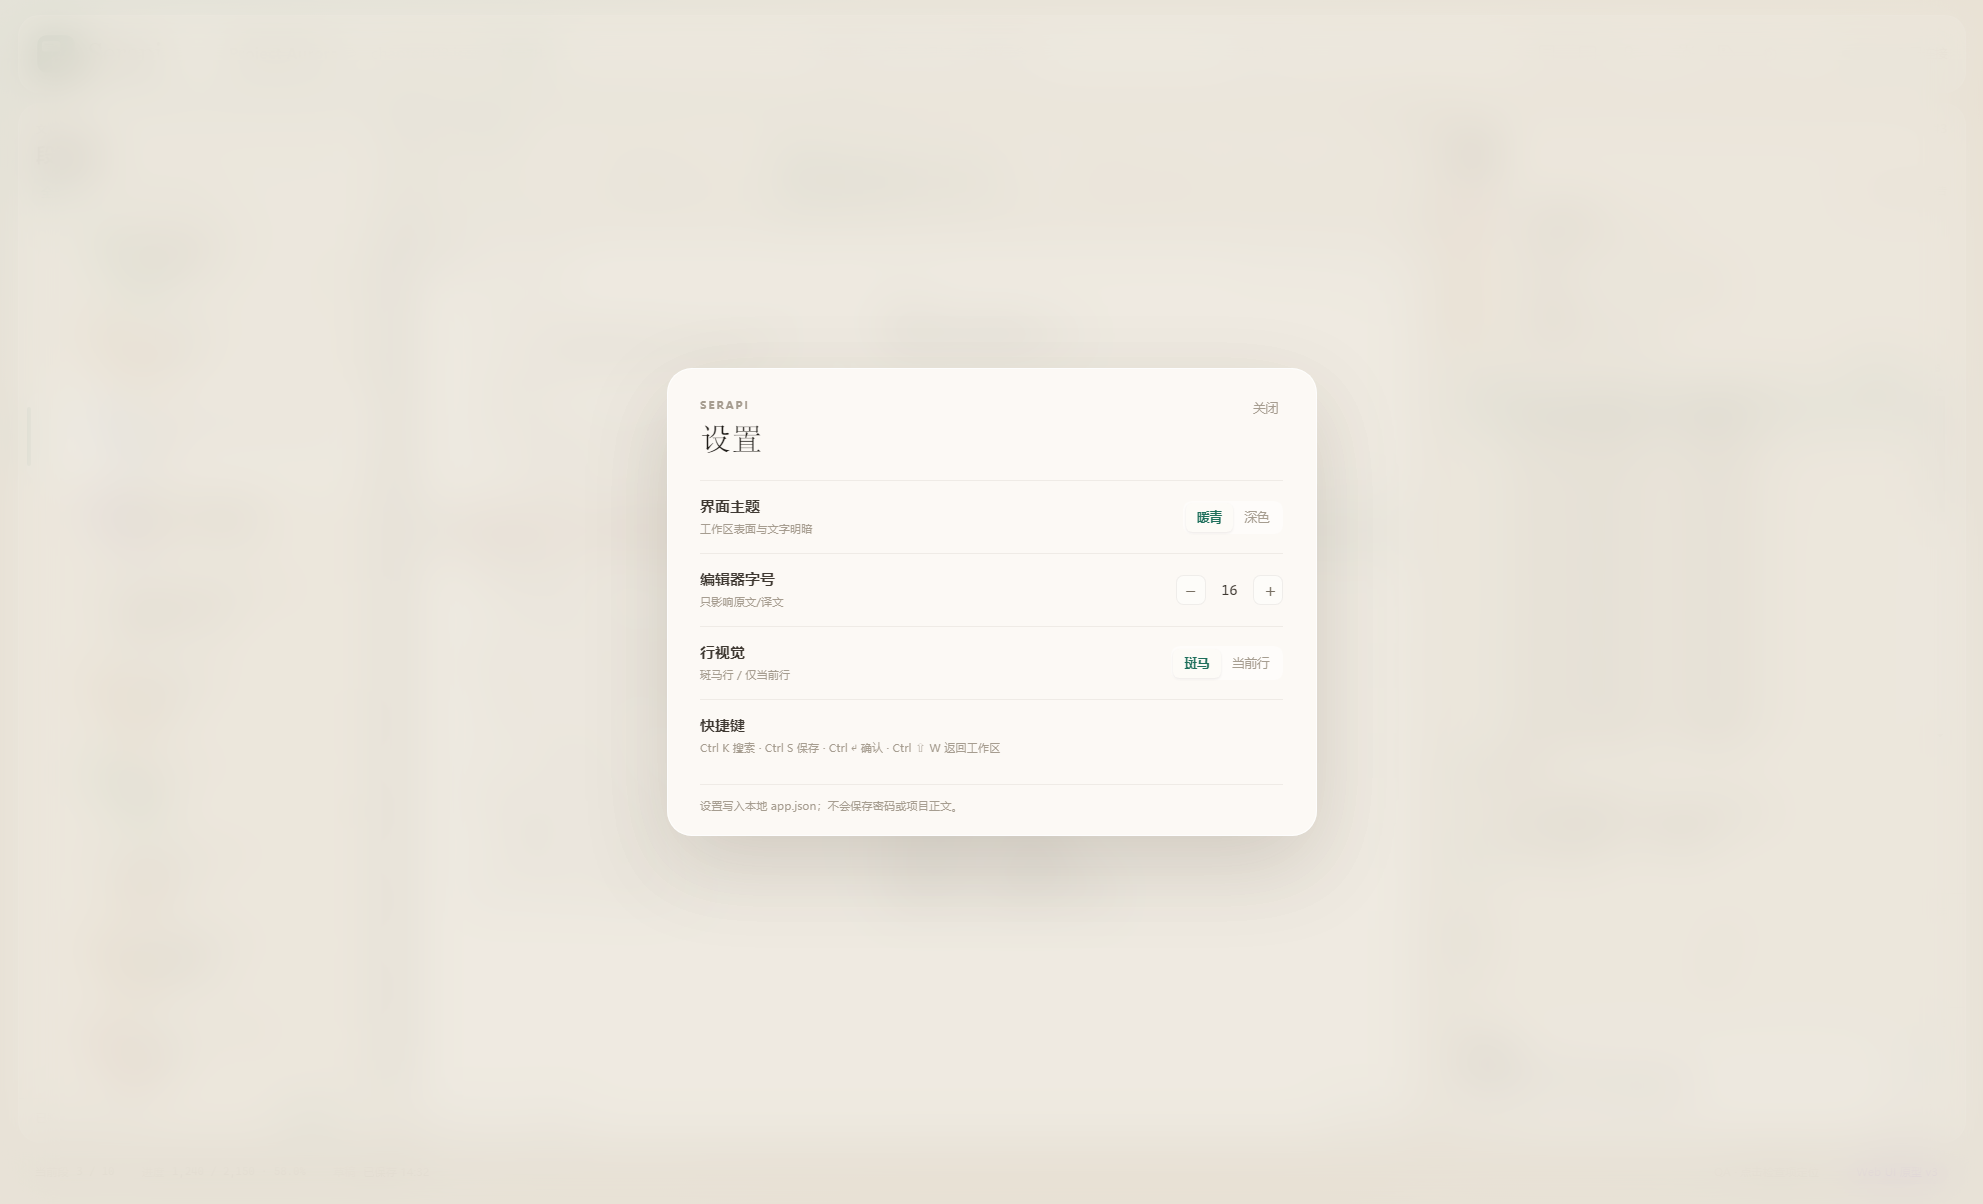 SERAPI
关闭
设置
界面主题
工作区表面与文字明暗
暖青 深色
编辑器字号
只影响原文/译文
− 16 +
行视觉
斑马行 / 仅当前行
斑马 当前行
快捷键
Ctrl K 搜索 · Ctrl S 保存 · Ctrl ↵ 确认 · Ctrl ⇧ W 返回工作区
设置写入本地 app.json；不会保存密码或项目正文。